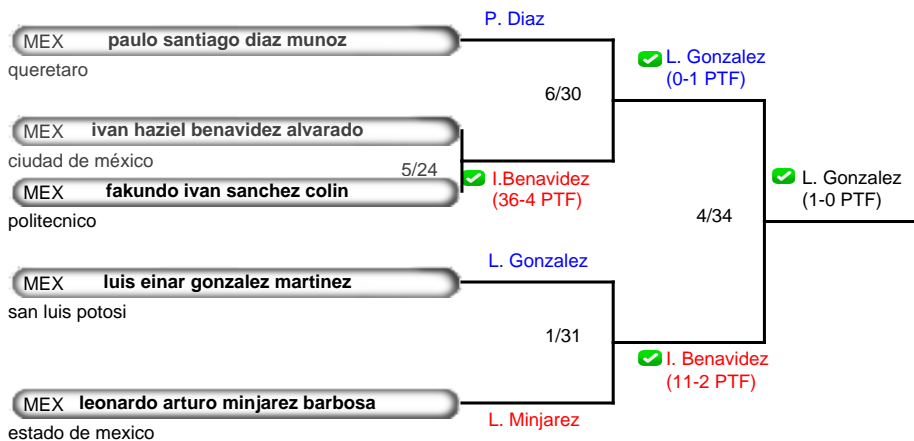 P. Diaz
MEX paulo santiago diaz munoz
queretaro
L. Gonzalez
(0-1 PTF)
6/30
MEX ivan haziel benavidez alvarado
ciudad de méxico
5/24
I.Benavidez
(36-4 PTF)
MEX fakundo ivan sanchez colin
politecnico
L. Gonzalez
(1-0 PTF)
4/34
L. Gonzalez
MEX luis einar gonzalez martinez
san luis potosi
1/31
I. Benavidez
(11-2 PTF)
MEX leonardo arturo minjarez barbosa
estado de mexico
L. Minjarez